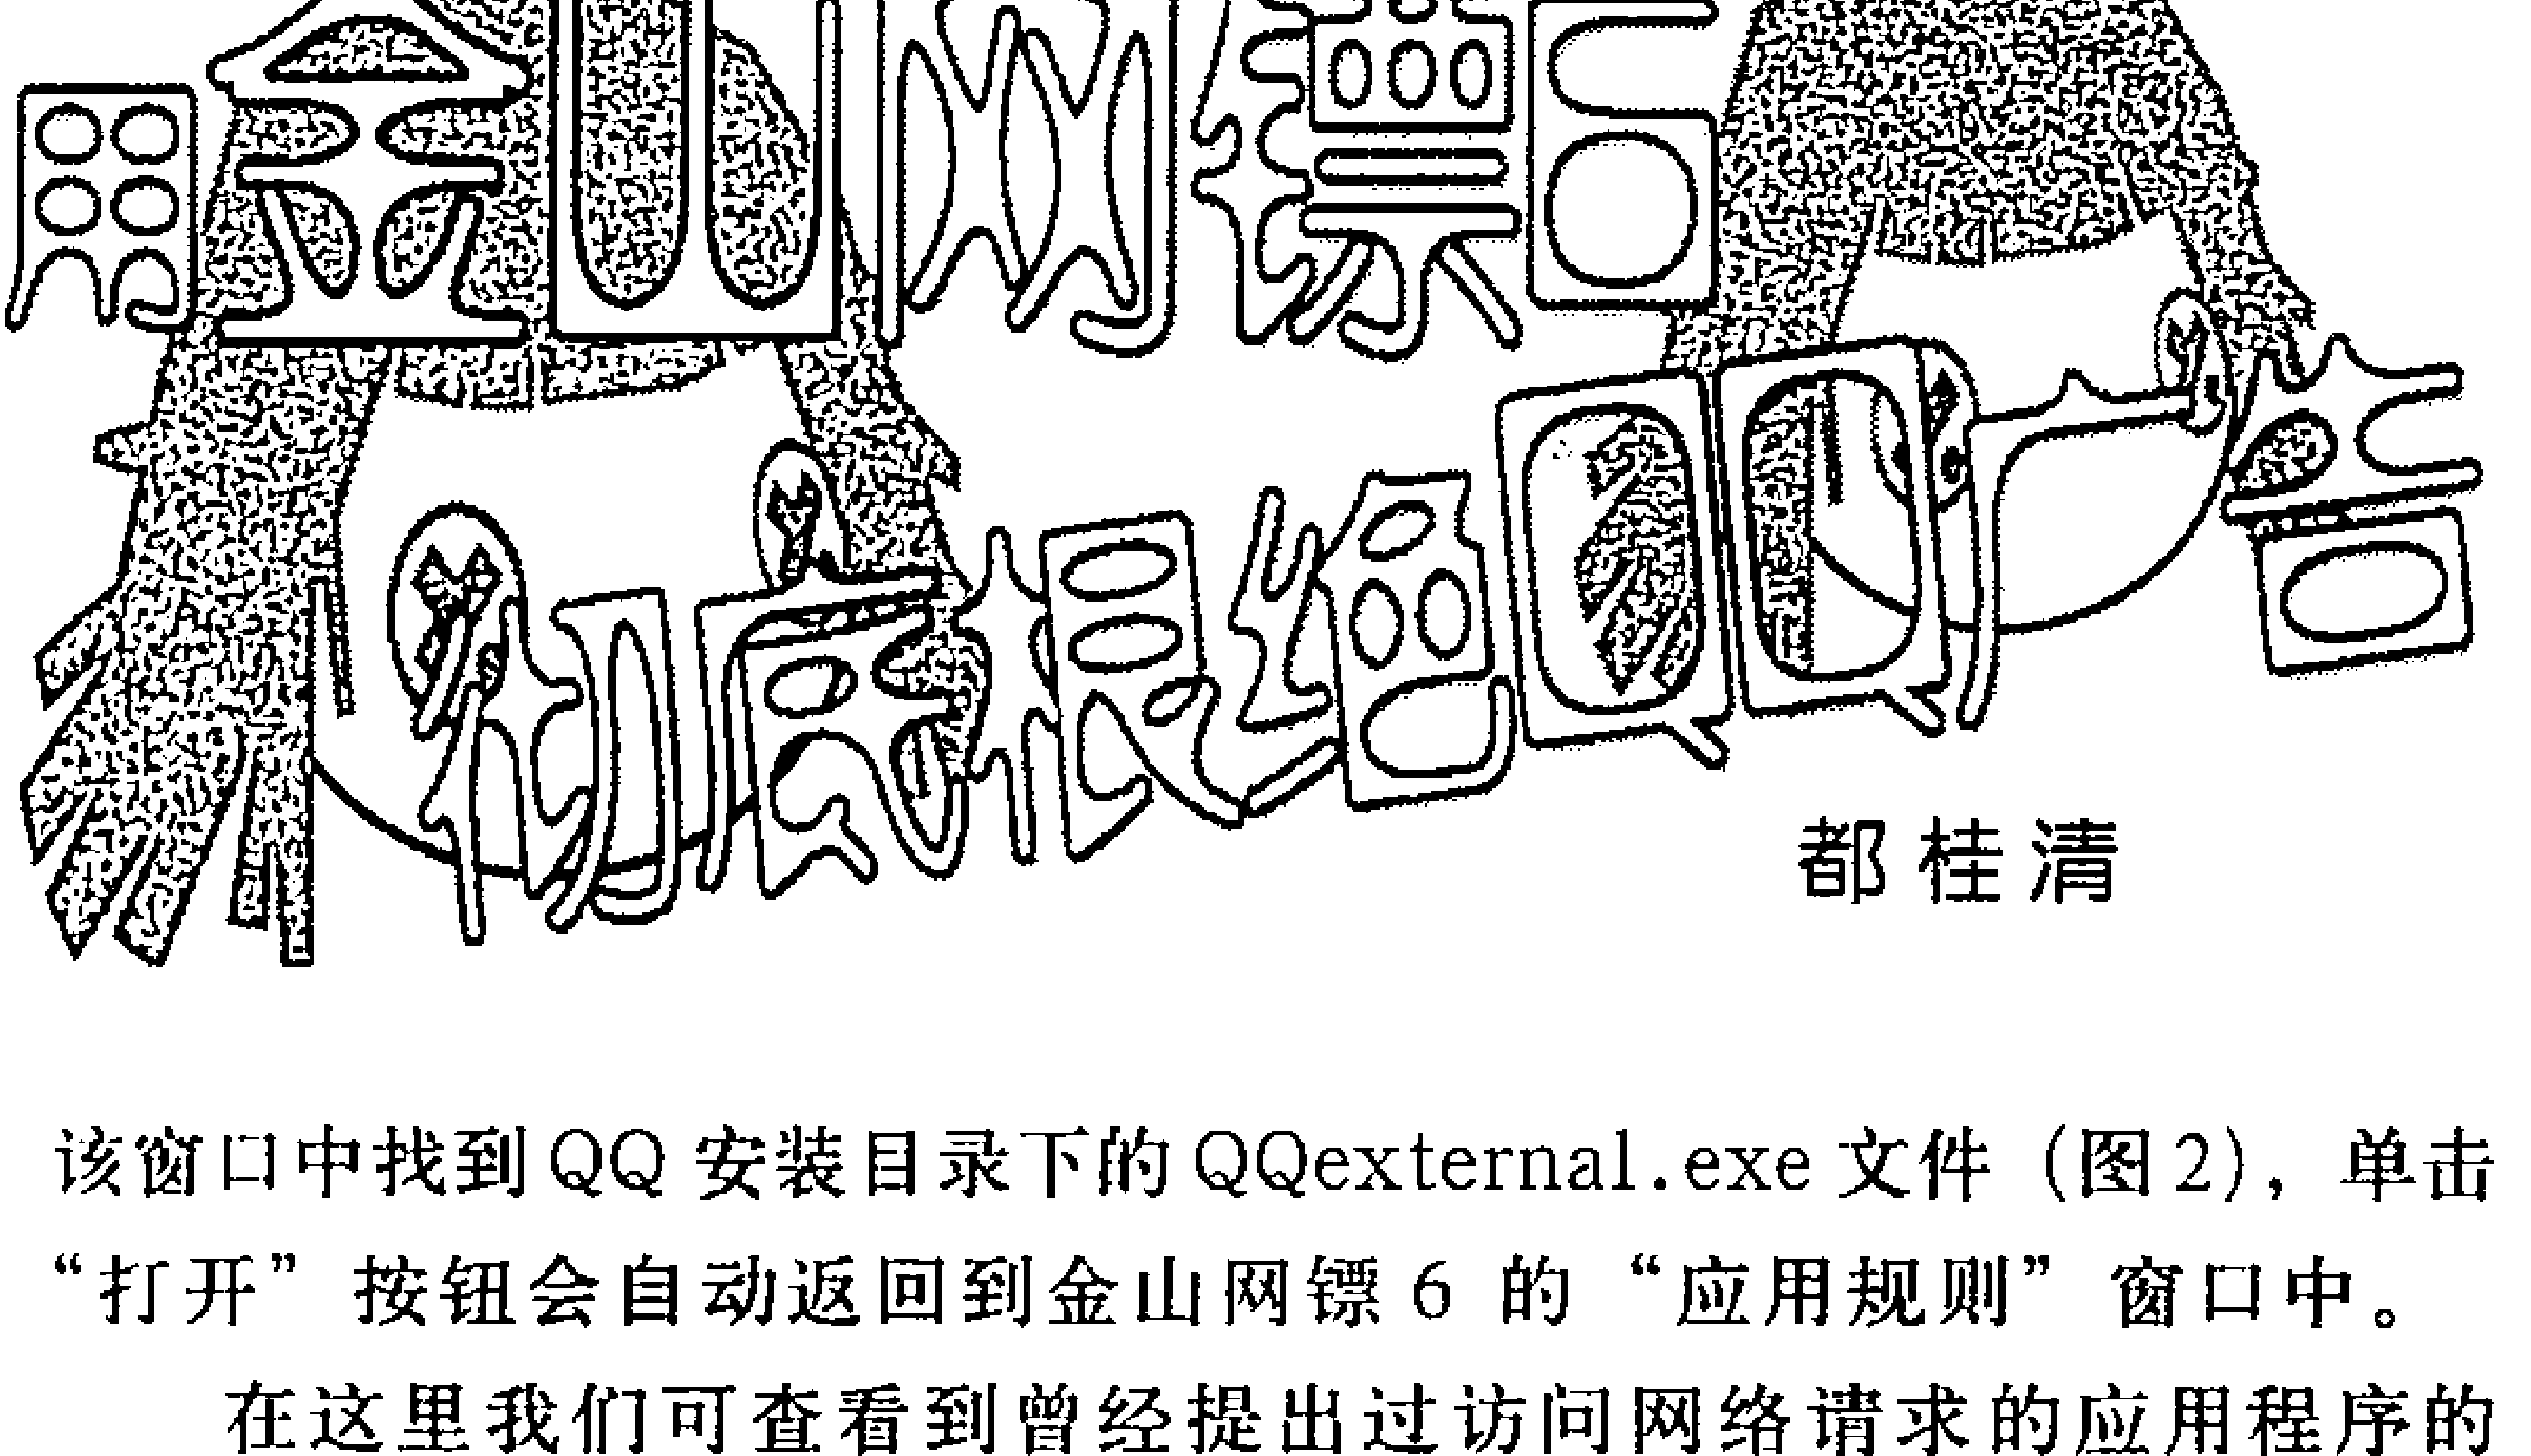 用金山网镖6
彻底根绝QQ广告
都桂清
该窗口中找到QQ 安装目录下的QQexternal.exe文件（图2），单击
“打开”按钮会自动返回到金山网镖6 的“应用规则”窗口中。
在这里我们可查看到曾经提出过访问网络请求的应用程序的